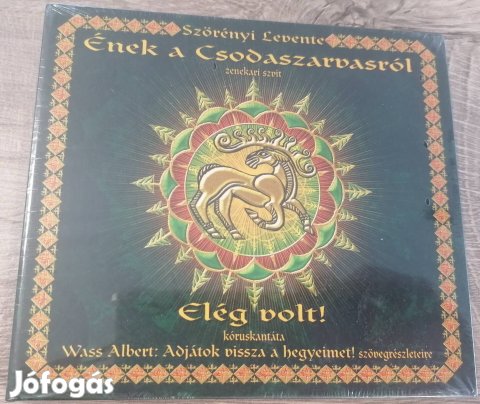 Szörényi Levente
Ének a Csodaszarvasról
zenekari szvit
Elég volt!
kóruskantáta
Wass Albert: Adjátok vissza a hegyeimet! szövegrészleteire
Jófogás